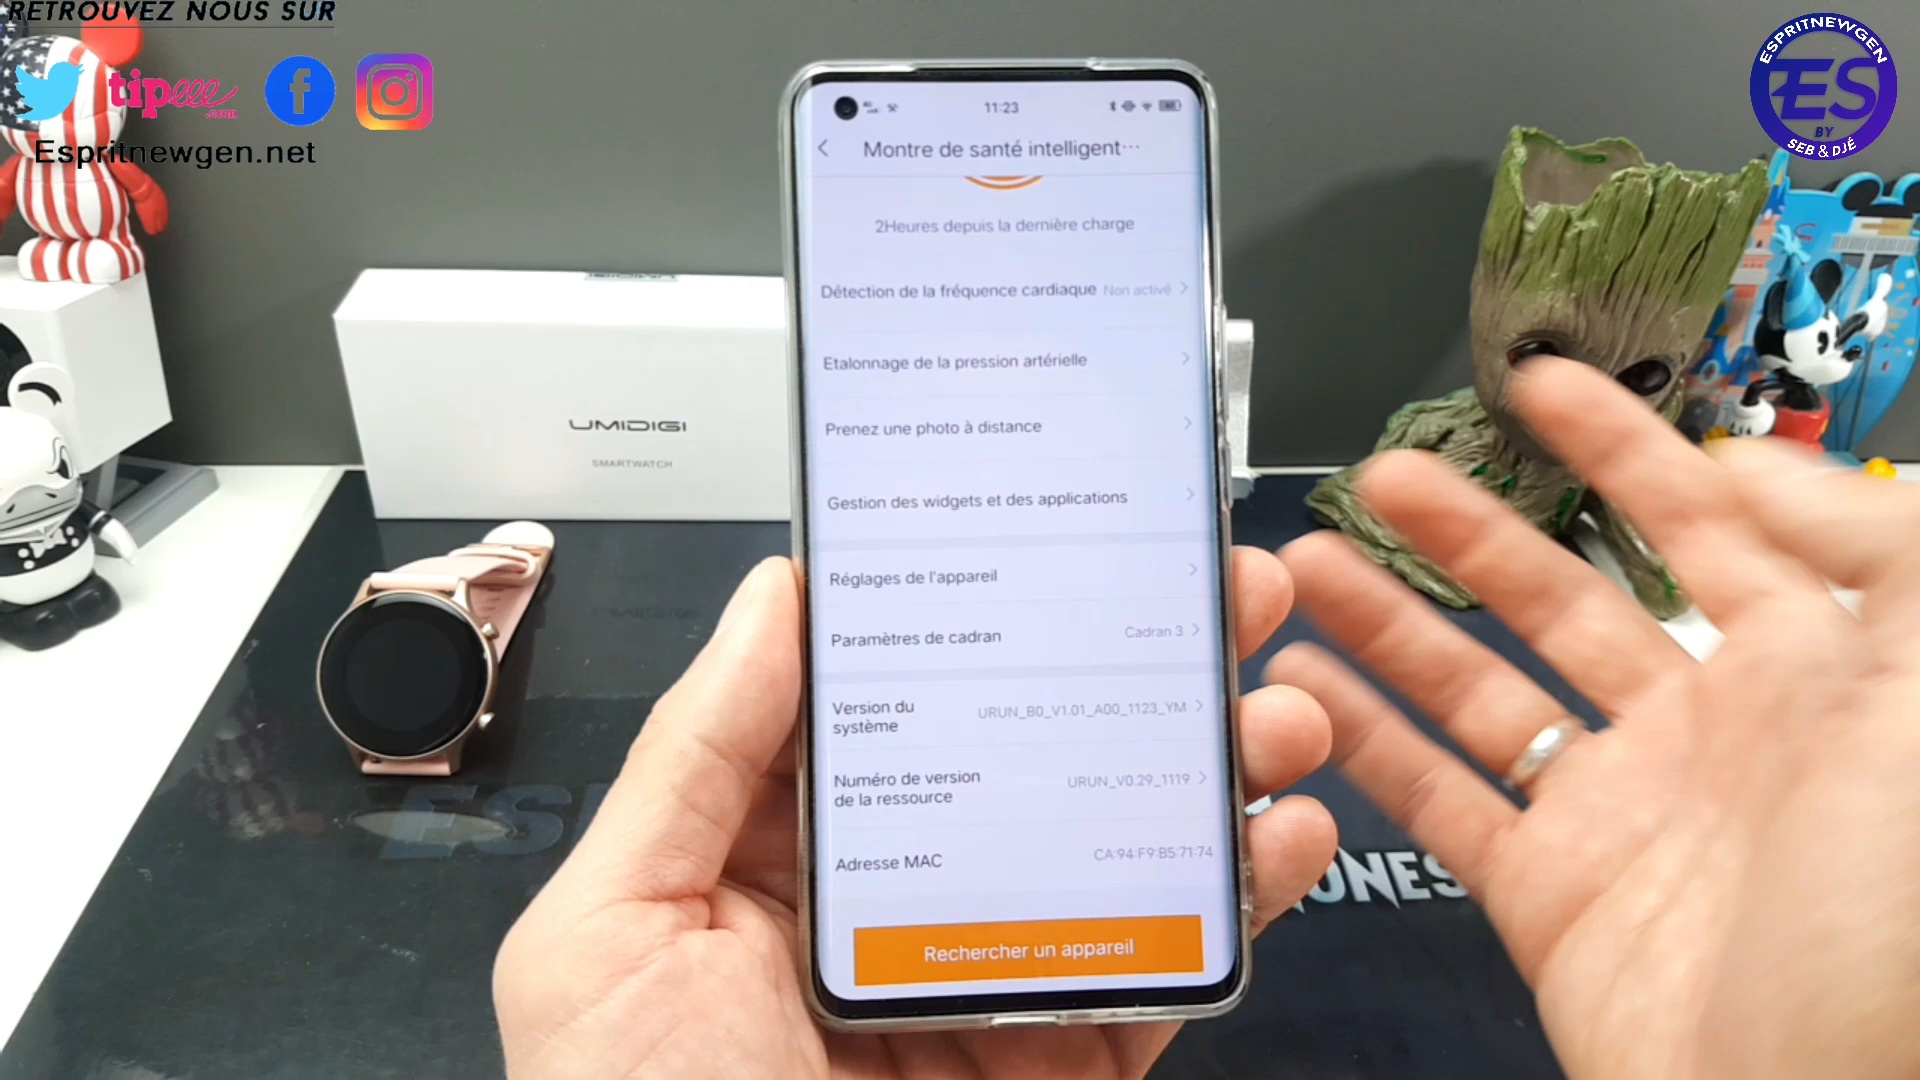 RETROUVEZ NOUS SUR
tipeee
.com
Espritnewgen.net
ESPRITNEWGEN
ES
BY
SEB & DJÉ
11:23
Montre de santé intelligent···
2Heures depuis la dernière charge
Détection de la fréquence cardiaque Non activé
Etalonnage de la pression artérielle
Prenez une photo à distance
Gestion des widgets et des applications
Réglages de l'appareil
Paramètres de cadran Cadran 3
Version du
système URUN_B0_V1.01_A00_1123_YM
Numéro de version
de la ressource URUN_V0.29_1119
Adresse MAC CA:94:F9:B5:71:74
Rechercher un appareil
UMIDIGI
SMARTWATCH
ES
ONES